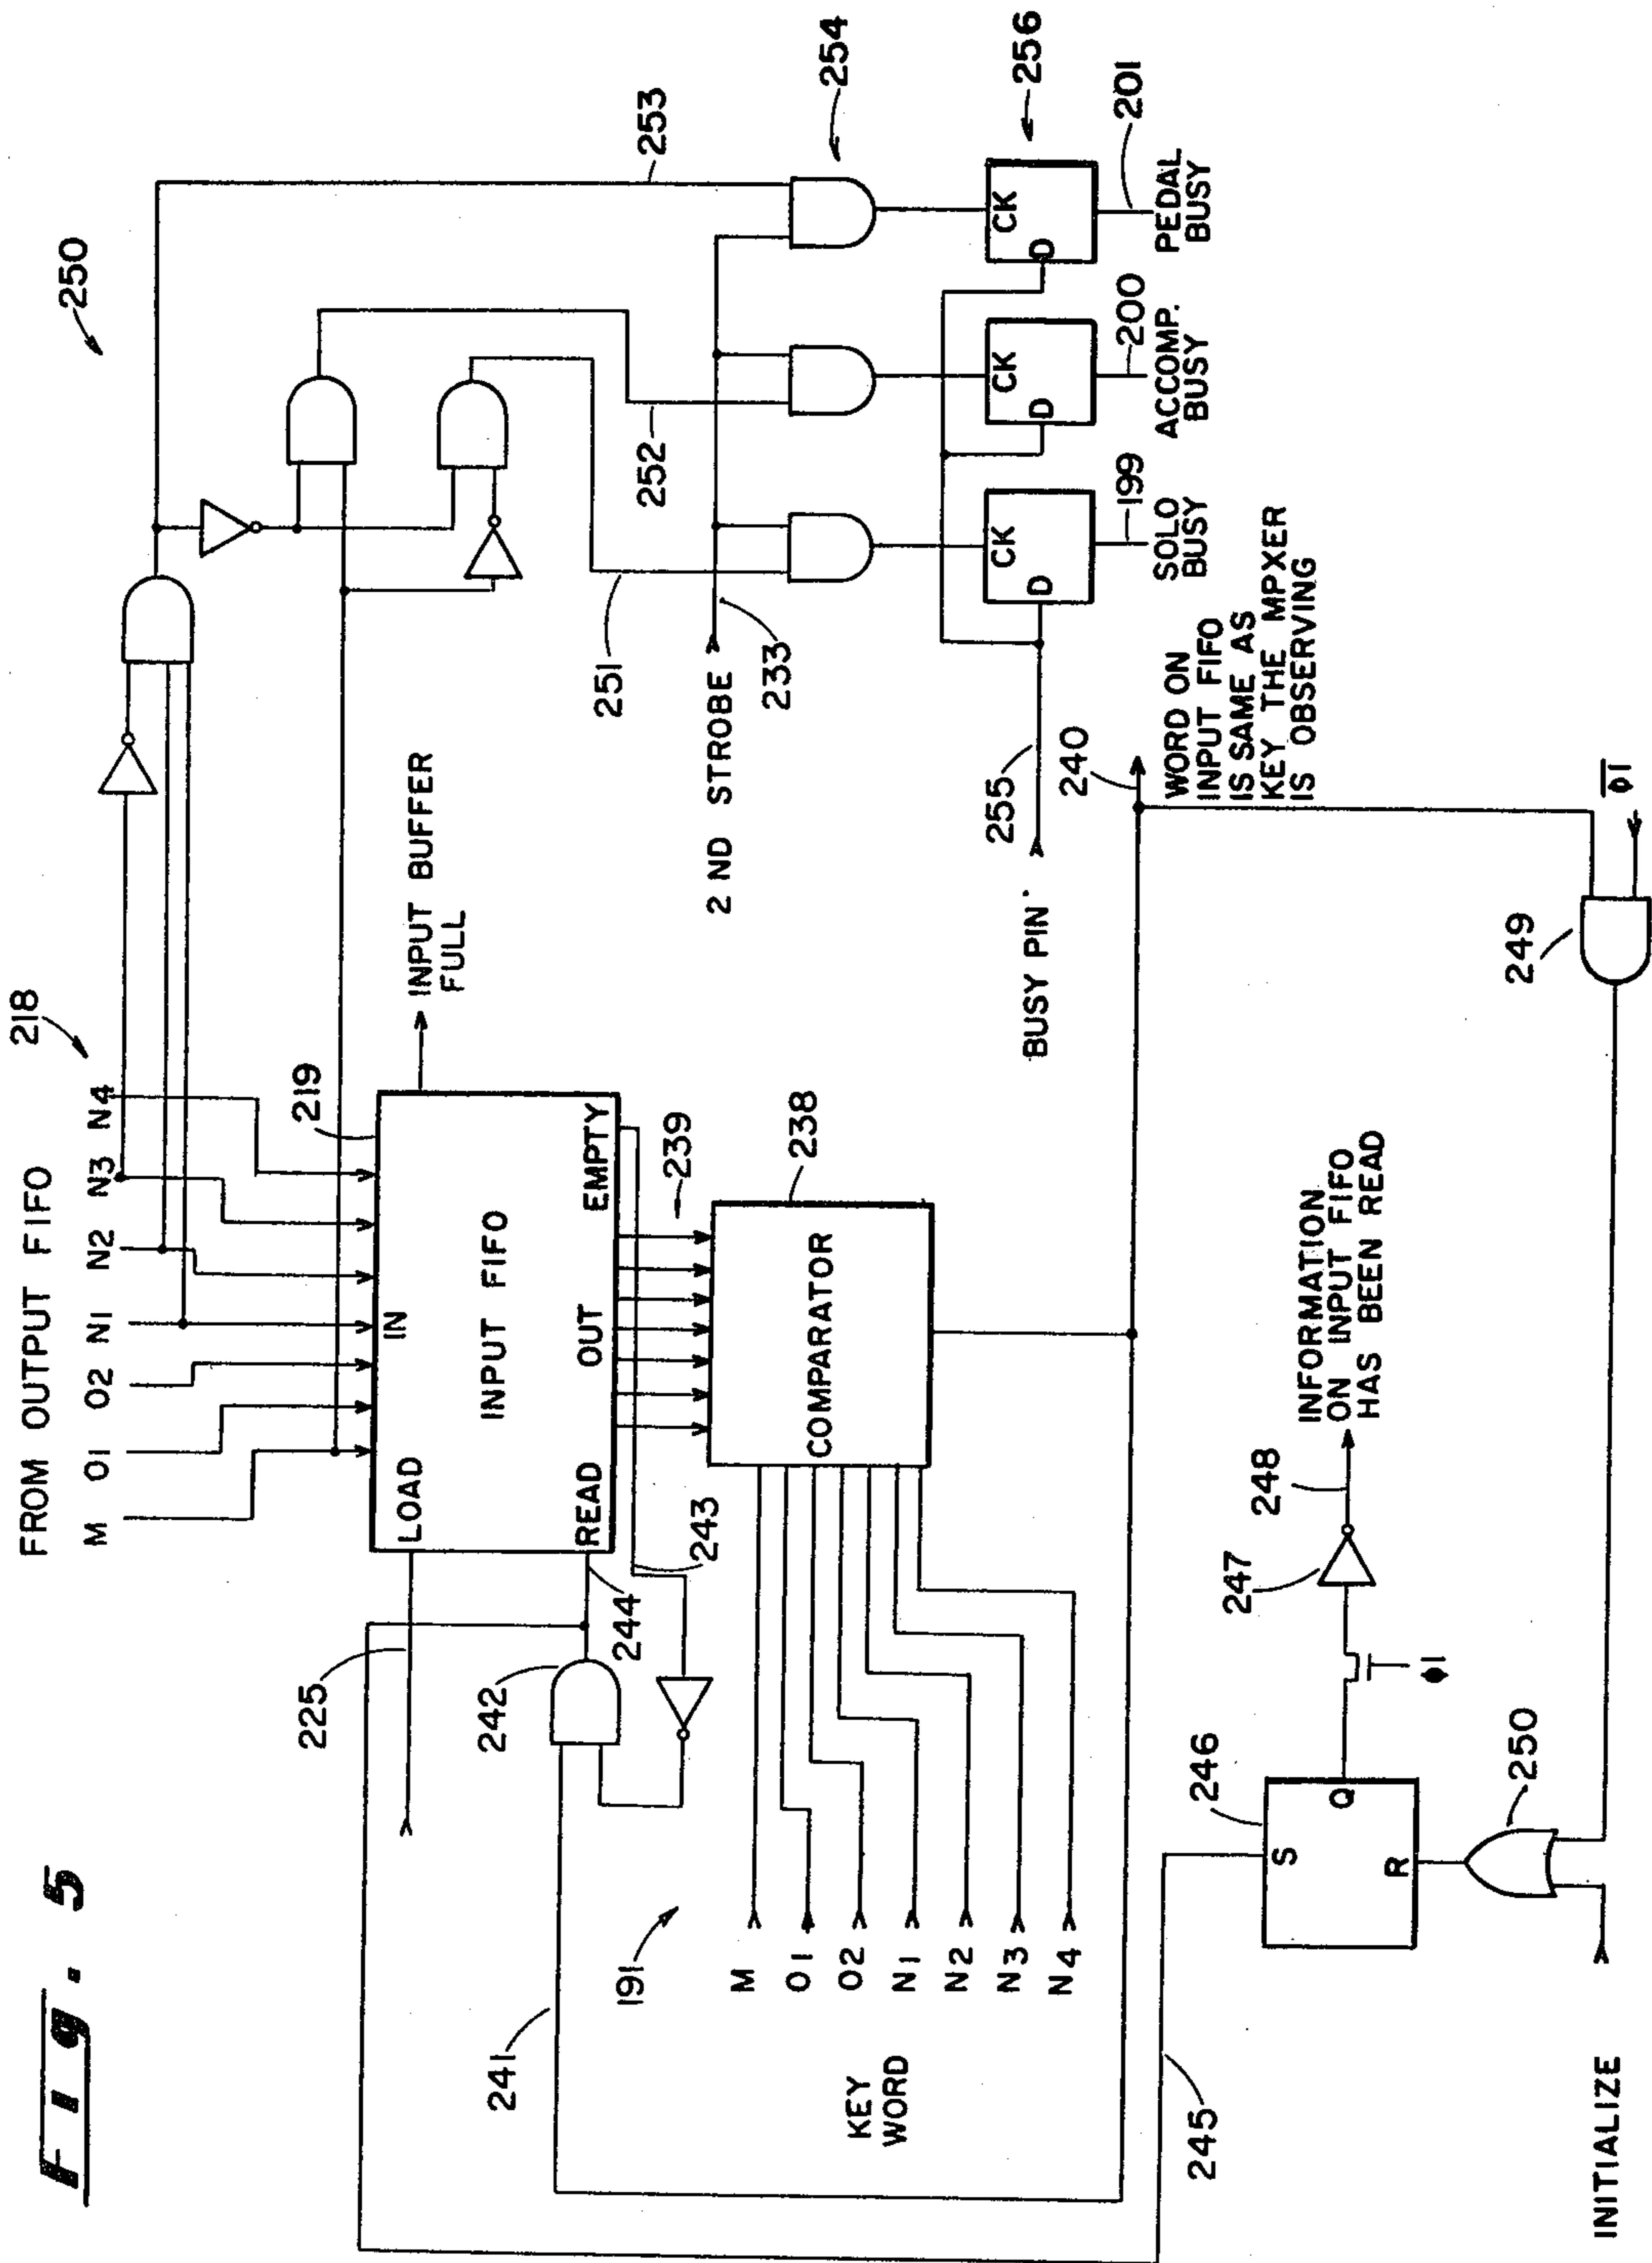 Fig. 5
FROM OUTPUT FIFO
218
M O1 O2 N1 N2 N3 N4
250
219
LOAD
IN
INPUT FIFO
READ
OUT
EMPTY
INPUT BUFFER
FULL
225
242
244
243
239
241
191
238
COMPARATOR
KEY
WORD
M
O1
O2
N1
N2
N3
N4
251
252
253
254
2ND STROBE
233
256
CK
D
CK
D
CK
D
255
BUSY PIN
199
SOLO
BUSY
200
ACCOMP.
BUSY
201
PEDAL
BUSY
240
WORD ON
INPUT FIFO
IS SAME AS
KEY THE MPXER
IS OBSERVING
245
246
S
Q
R
247
248
ϕ1
INFORMATION
ON INPUT FIFO
HAS BEEN READ
249
ϕ1
250
INITIALIZE